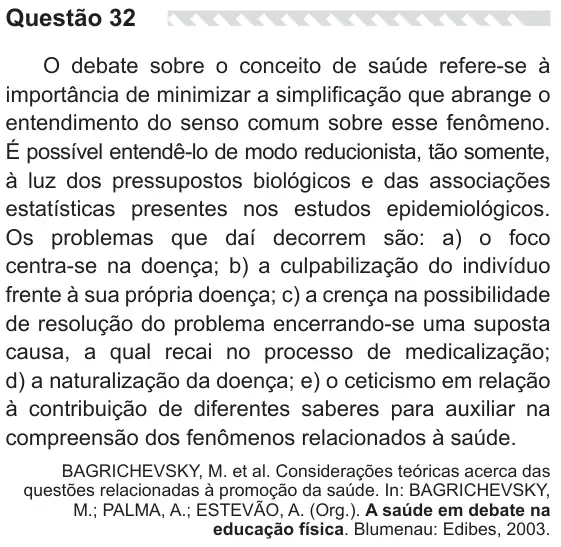 Questão 32
O debate sobre o conceito de saúde refere-se à
importância de minimizar a simplificação que abrange o
entendimento do senso comum sobre esse fenômeno.
É possível entendê-lo de modo reducionista, tão somente,
à luz dos pressupostos biológicos e das associações
estatísticas presentes nos estudos epidemiológicos.
Os problemas que daí decorrem são: a) o foco
centra-se na doença; b) a culpabilização do indivíduo
frente à sua própria doença; c) a crença na possibilidade
de resolução do problema encerrando-se uma suposta
causa, a qual recai no processo de medicalização;
d) a naturalização da doença; e) o ceticismo em relação
à contribuição de diferentes saberes para auxiliar na
compreensão dos fenômenos relacionados à saúde.
BAGRICHEVSKY, M. et al. Considerações teóricas acerca das
questões relacionadas à promoção da saúde. In: BAGRICHEVSKY,
M.; PALMA, A.; ESTEVÃO, A. (Org.). A saúde em debate na
educação física. Blumenau: Edibes, 2003.